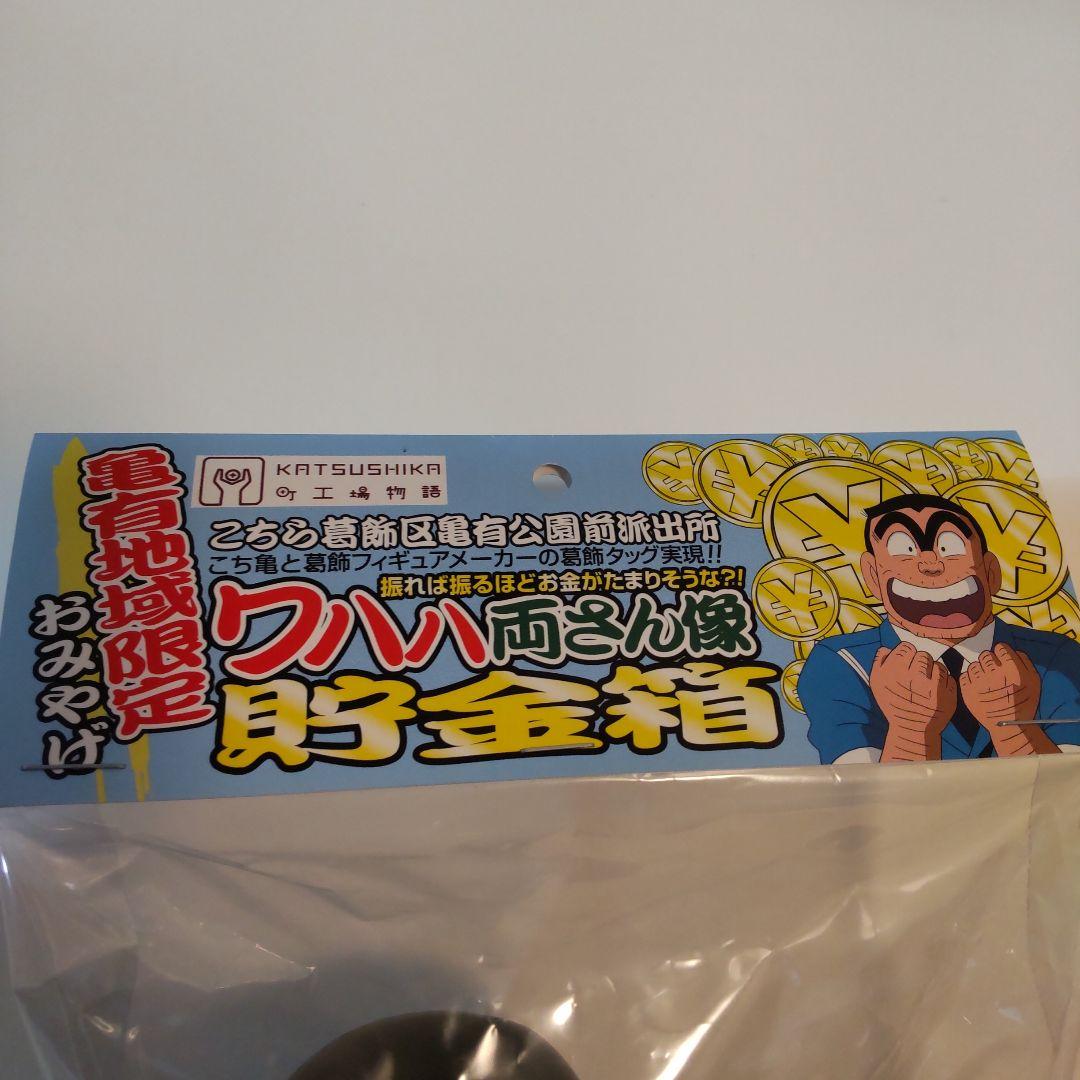 亀有地域限定
おみやげ
KATSUSHIKA
町工場物語
こちら葛飾区亀有公園前派出所
こち亀と葛飾フィギュアメーカーの葛飾タッグ実現!!
振れば振るほどお金がたまりそうな?!
ワハハ両さん像
貯金箱